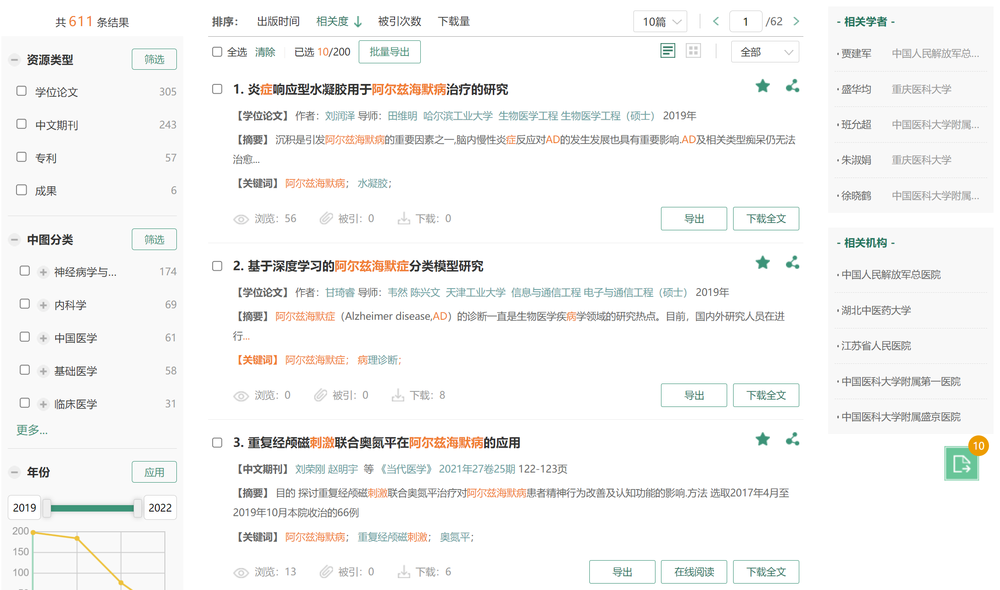 共 611 条结果
资源类型 筛选
学位论文 305
中文期刊 243
专利 57
成果 6
中图分类 筛选
神经病学与... 174
内科学 69
中国医学 61
基础医学 58
临床医学 31
更多...
年份 应用
2019 2022
200
150
100
排序： 出版时间 相关度 被引次数 下载量 10篇 1 /62
全选 清除 已选 10/200 批量导出 全部
1. 炎症响应型水凝胶用于阿尔兹海默病治疗的研究
【学位论文】 作者：刘润泽 导师：田维明 哈尔滨工业大学 生物医学工程 生物医学工程（硕士） 2019年
【摘要】 沉积是引发阿尔兹海默病的重要因素之一,脑内慢性炎症反应对AD的发生发展也具有重要影响.AD及相关类型痴呆仍无法
治愈...
【关键词】 阿尔兹海默病； 水凝胶；
浏览：56 被引：0 下载：0 导出 下载全文
2. 基于深度学习的阿尔兹海默症分类模型研究
【学位论文】 作者：甘琦睿 导师：韦然 陈兴文 天津工业大学 信息与通信工程 电子与通信工程（硕士） 2019年
【摘要】 阿尔兹海默症（Alzheimer disease,AD）的诊断一直是生物医学疾病学领域的研究热点。目前，国内外研究人员在进
行...
【关键词】 阿尔兹海默症； 病理诊断；
浏览：0 被引：0 下载：8 导出 下载全文
3. 重复经颅磁刺激联合奥氮平在阿尔兹海默病的应用
【中文期刊】 刘荣刚 赵明宇 等 《当代医学》 2021年27卷25期 122-123页
【摘要】 目的 探讨重复经颅磁刺激联合奥氮平治疗对阿尔兹海默病患者精神行为改善及认知功能的影响.方法 选取2017年4月至
2019年10月本院收治的66例
【关键词】 阿尔兹海默病； 重复经颅磁刺激； 奥氮平；
浏览：13 被引：0 下载：6 导出 在线阅读 下载全文
- 相关学者 -
·贾建军 中国人民解放军总...
·盛华均 重庆医科大学
·班允超 中国医科大学附属...
·朱淑娟 重庆医科大学
·徐晓鹤 中国医科大学附属...
- 相关机构 -
·中国人民解放军总医院
·湖北中医药大学
·江苏省人民医院
·中国医科大学附属第一医院
·中国医科大学附属盛京医院
10